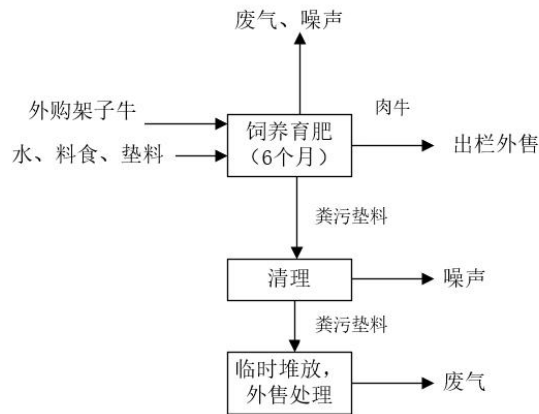 废气、噪声
外购架子牛
水、料食、垫料
饲养育肥
（6个月）
肉牛
出栏外售
粪污垫料
清理
噪声
粪污垫料
临时堆放，
外售处理
废气